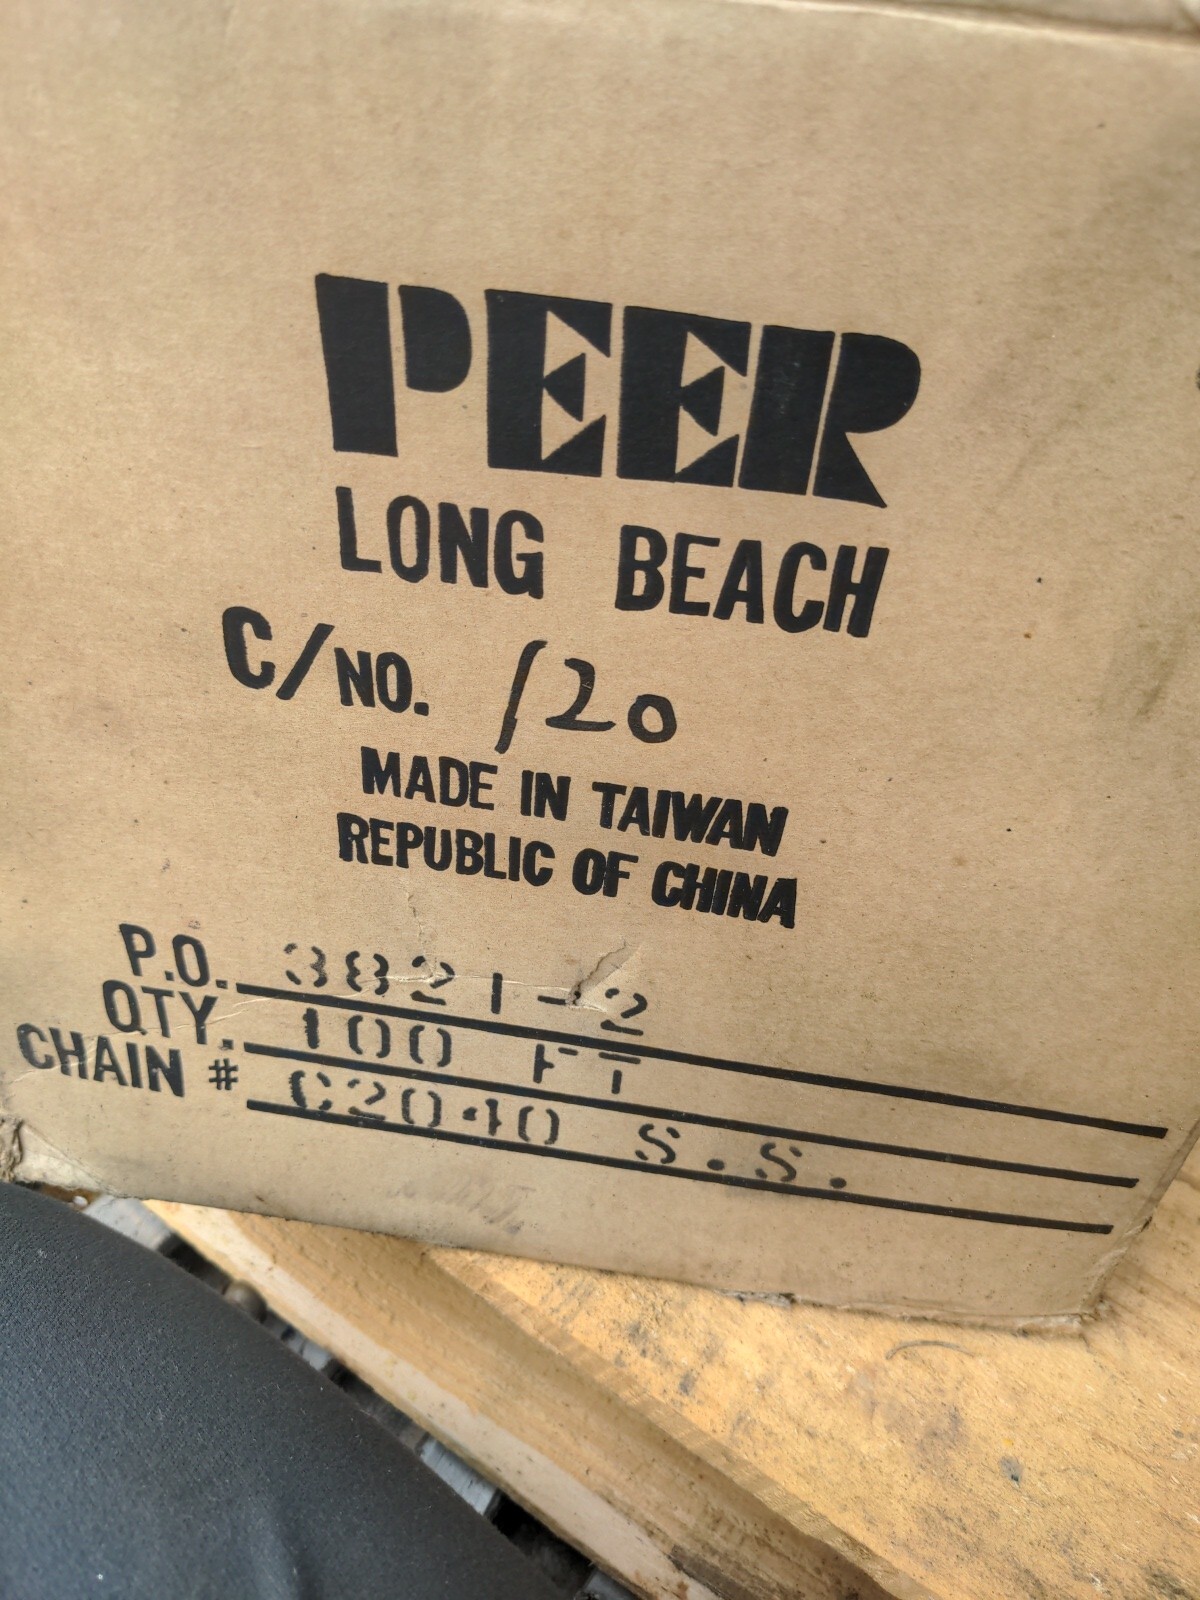 PEER
LONG BEACH
C/NO. 120
MADE IN TAIWAN
REPUBLIC OF CHINA
P.O. 3821-2
QTY. 100 FT
CHAIN # C2040 S.S.